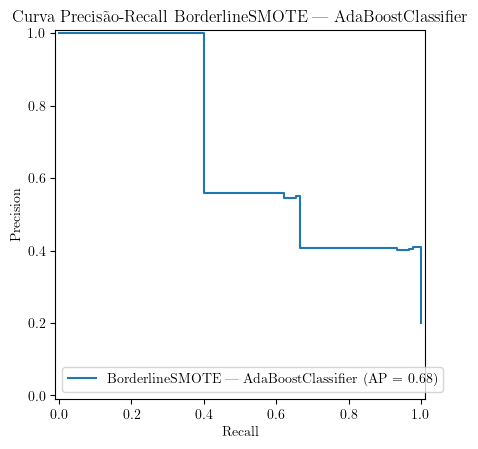 Curva Precisão-Recall BorderlineSMOTE — AdaBoostClassifier
1.0
0.8
0.6
0.4
0.2
0.0
Precision
BorderlineSMOTE — AdaBoostClassifier (AP = 0.68)
0.0 0.2 0.4 0.6 0.8 1.0
Recall